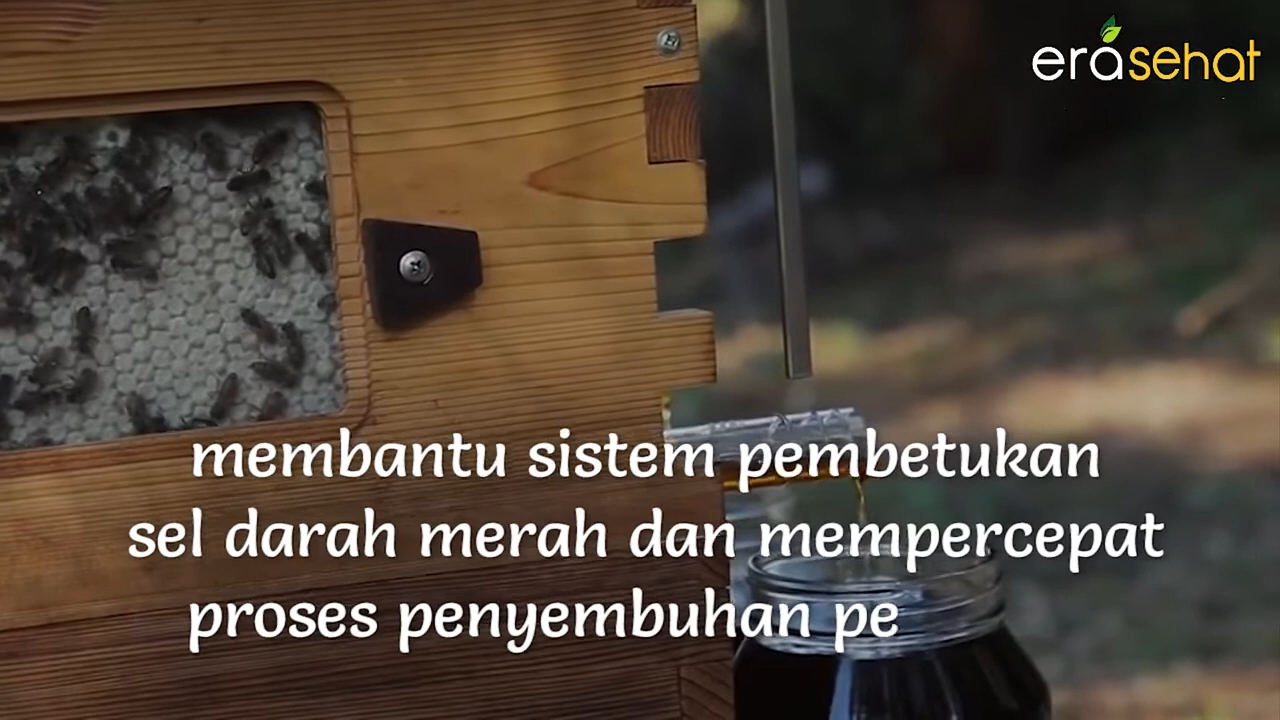 erasehat
membantu sistem pembetukan
sel darah merah dan mempercepat
proses penyembuhan pe